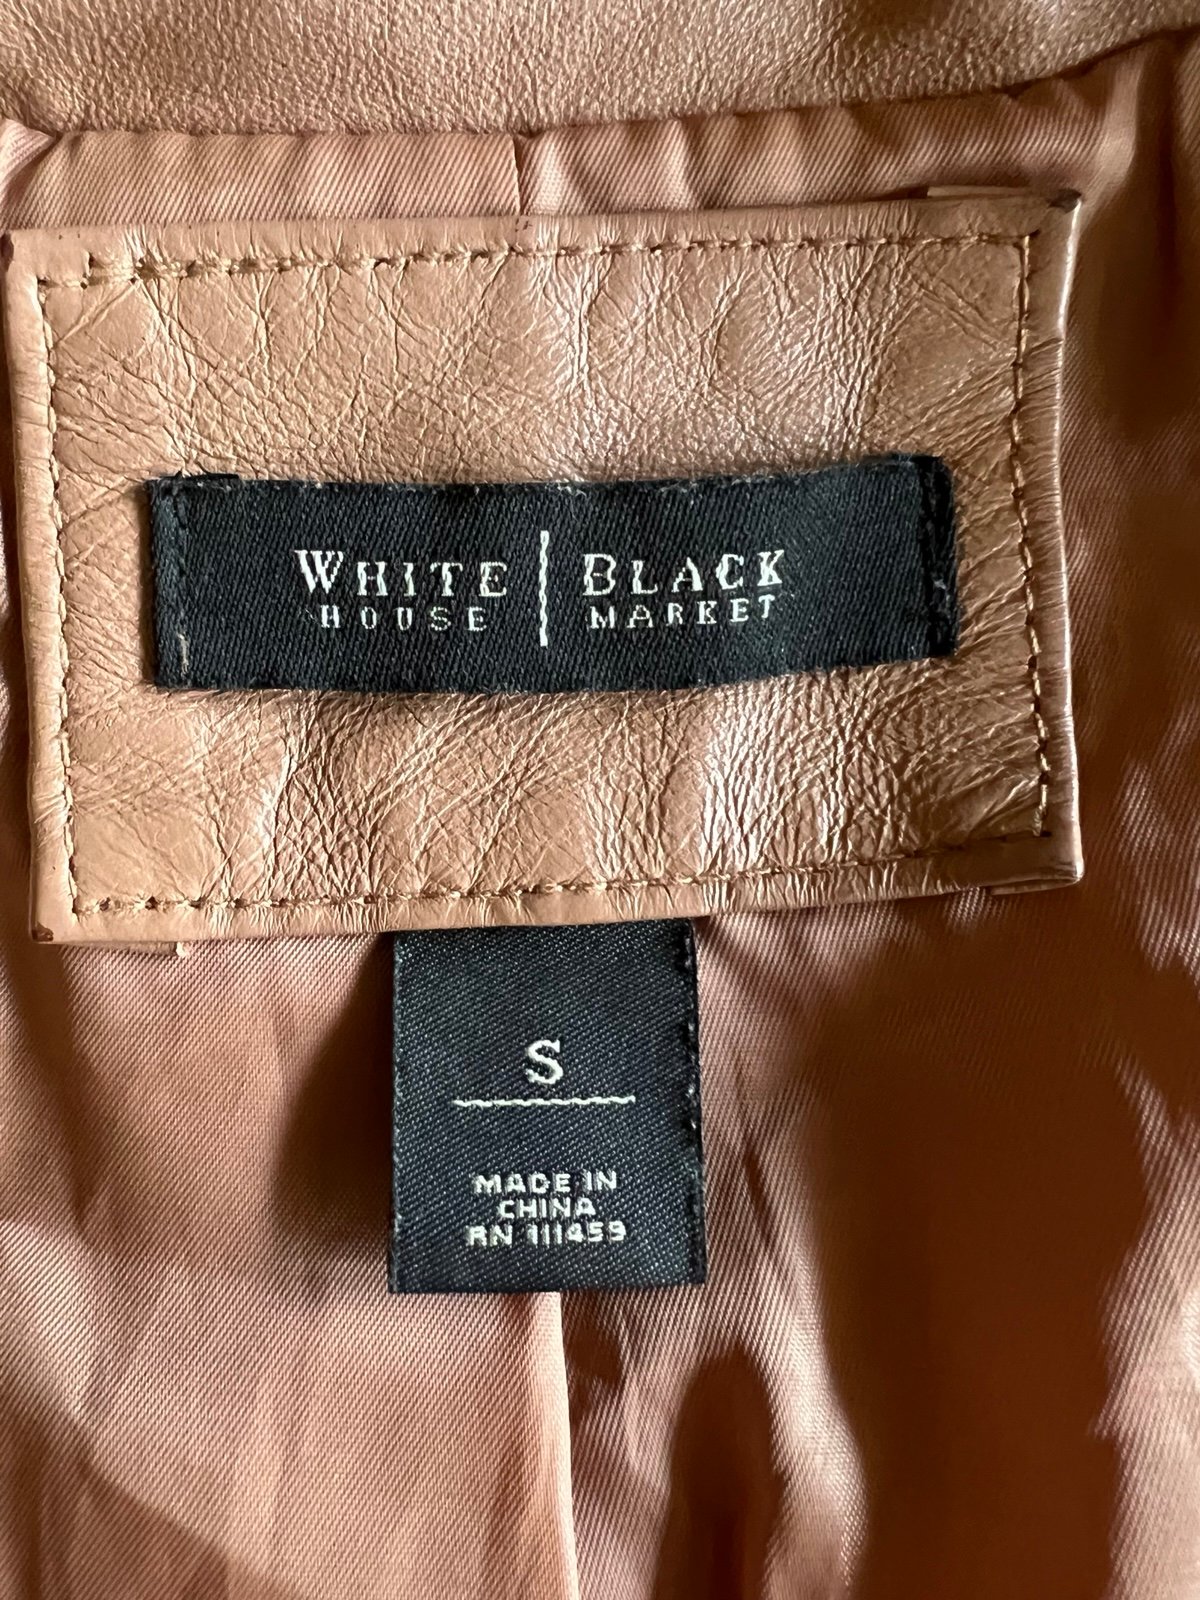 WHITE | BLACK
HOUSE | MARKET
S
MADE IN
CHINA
RN 111459